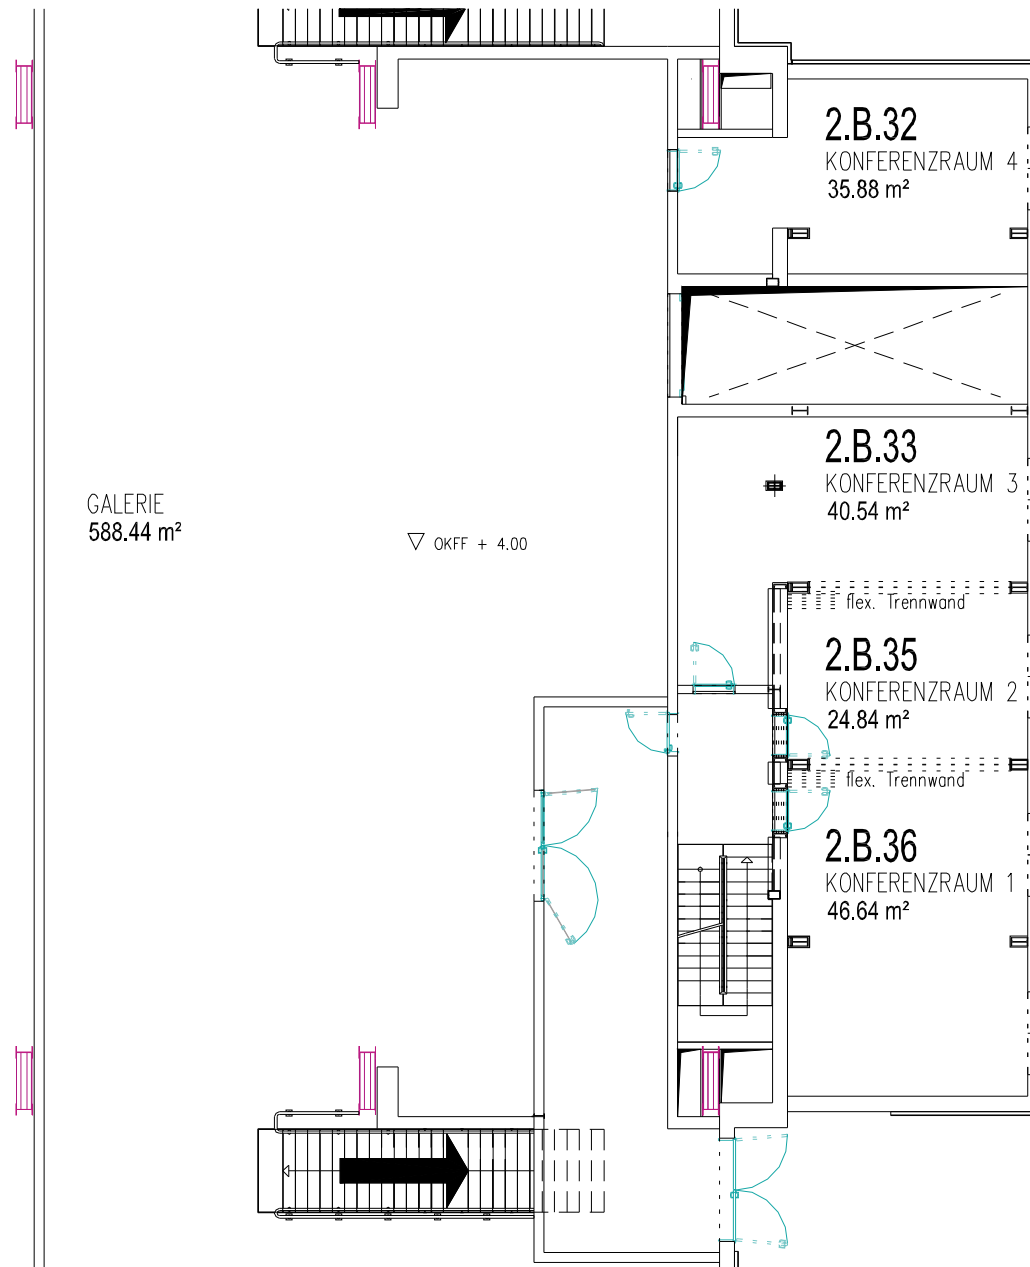 2.B.32
KONFERENZRAUM 4
35.88 m²
2.B.33
KONFERENZRAUM 3
40.54 m²
GALERIE
588.44 m²
OKFF + 4.00
flex. Trennwand
2.B.35
KONFERENZRAUM 2
24.84 m²
flex. Trennwand
2.B.36
KONFERENZRAUM 1
46.64 m²